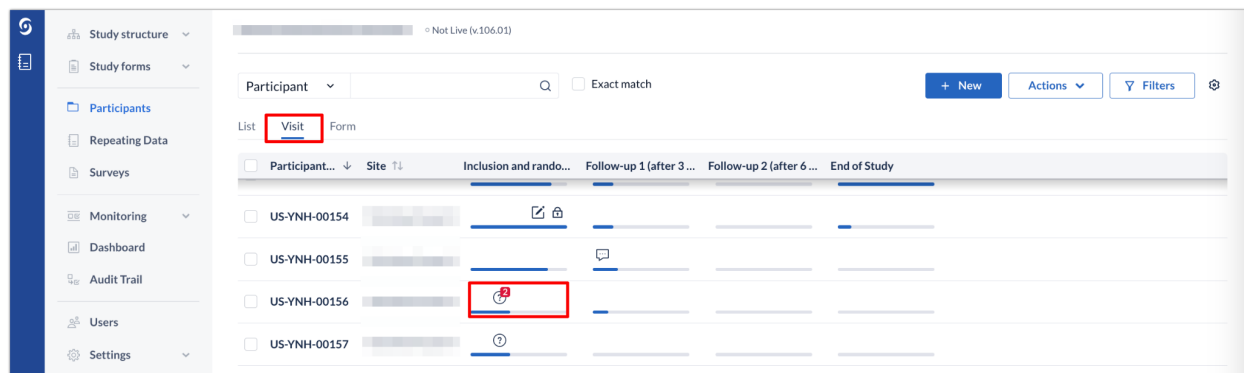 Not Live (v.106.01)
Study structure
Study forms
Participants
Repeating Data
Surveys
Monitoring
Dashboard
Audit Trail
Users
Settings
Participant
Exact match
+ New
Actions
Filters
List Visit Form
Participant... Site Inclusion and rando... Follow-up 1 (after 3 ... Follow-up 2 (after 6 ... End of Study
US-YNH-00154
US-YNH-00155
US-YNH-00156 2
US-YNH-00157